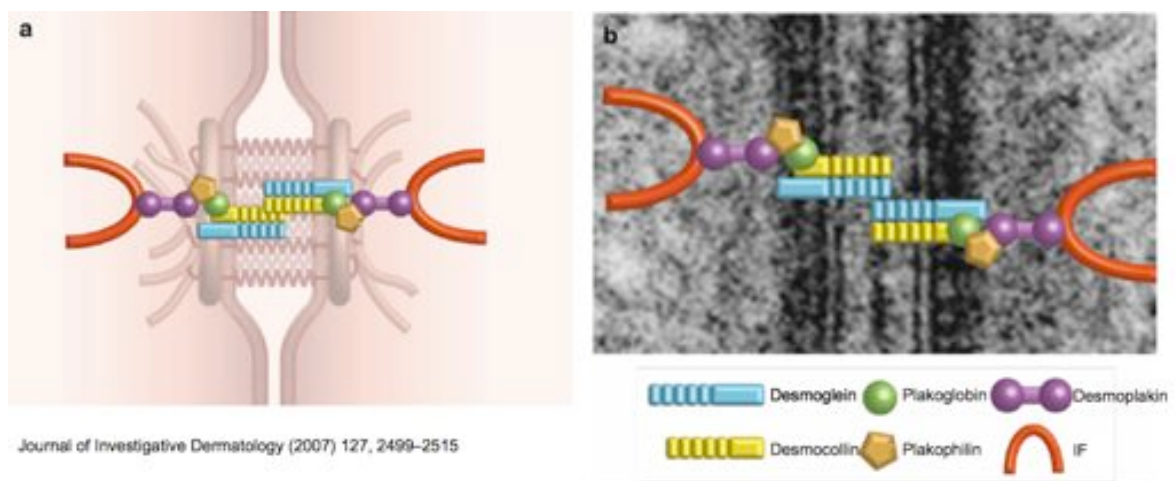 a
b
Desmoglein Plakoglobin Desmoplakin
Desmocollin Plakophilin IF
Journal of Investigative Dermatology (2007) 127, 2499–2515